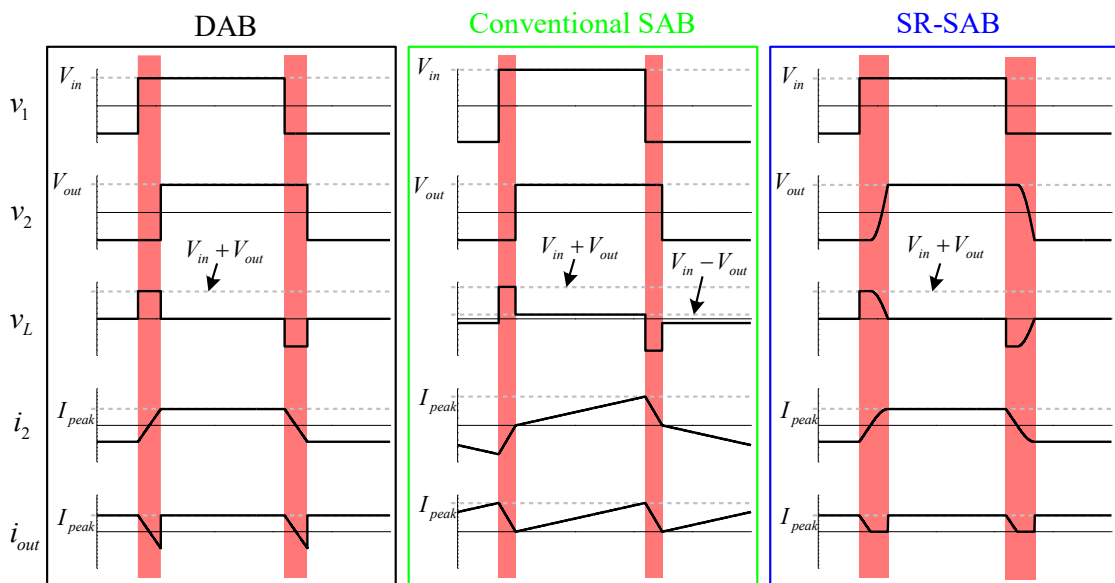 DAB
Conventional SAB
SR-SAB
v1
Vin
Vin
Vin
v2
Vout
Vout
Vout
Vin + Vout
Vin + Vout
Vin − Vout
Vin + Vout
vL
i2
Ipeak
Ipeak
Ipeak
iout
Ipeak
Ipeak
Ipeak